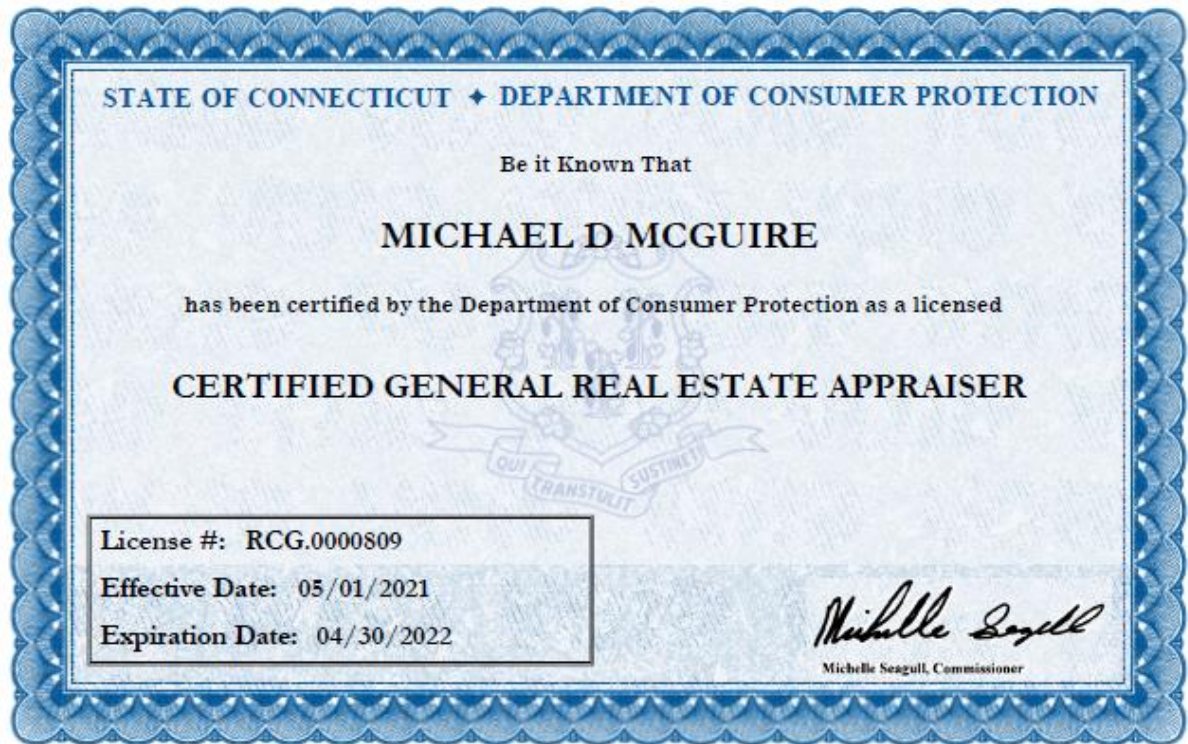 STATE OF CONNECTICUT ✦ DEPARTMENT OF CONSUMER PROTECTION
Be it Known That
MICHAEL D MCGUIRE
has been certified by the Department of Consumer Protection as a licensed
CERTIFIED GENERAL REAL ESTATE APPRAISER
QUI TRANSTULIT SUSTINET
License #: RCG.0000809
Effective Date: 05/01/2021
Expiration Date: 04/30/2022
Michelle Seagull
Michelle Seagull, Commissioner